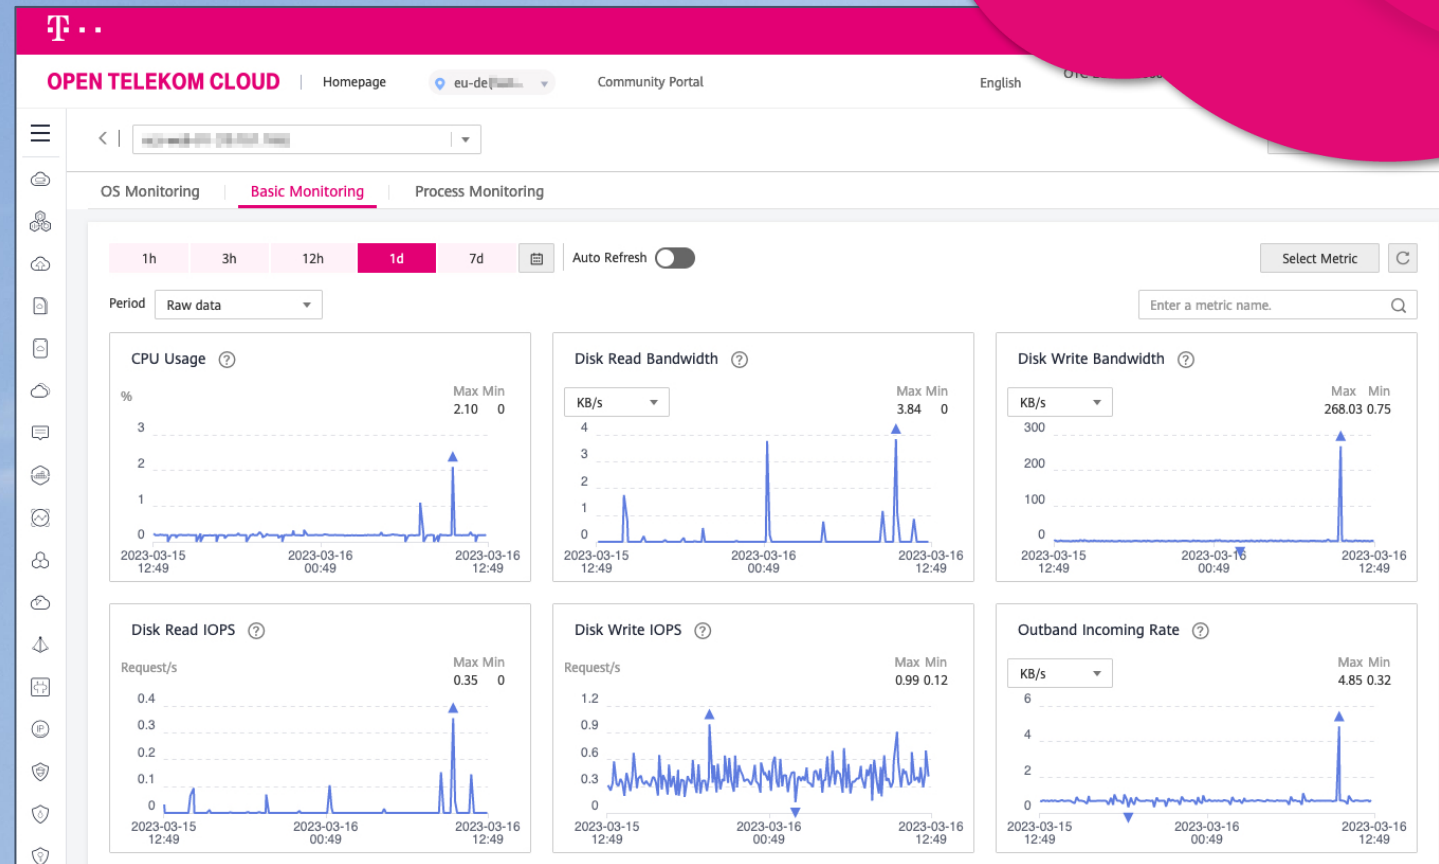 T
OPEN TELEKOM CLOUD
Homepage
eu-de
Community Portal
English
OS Monitoring
Basic Monitoring
Process Monitoring
1h
3h
12h
1d
7d
Auto Refresh
Select Metric
Period
Raw data
Enter a metric name.
CPU Usage ?
%
Max Min
2.10 0
3
2
1
0
2023-03-15
12:49
2023-03-16
00:49
2023-03-16
12:49
Disk Read Bandwidth ?
KB/s
Max Min
3.84 0
4
3
2
1
0
2023-03-15
12:49
2023-03-16
00:49
2023-03-16
12:49
Disk Write Bandwidth ?
KB/s
Max Min
268.03 0.75
300
200
100
0
2023-03-15
12:49
2023-03-16
00:49
2023-03-16
12:49
Disk Read IOPS ?
Request/s
Max Min
0.35 0
0.4
0.3
0.2
0.1
0
2023-03-15
12:49
2023-03-16
00:49
2023-03-16
12:49
Disk Write IOPS ?
Request/s
Max Min
0.99 0.12
1.2
0.9
0.6
0.3
0
2023-03-15
12:49
2023-03-16
00:49
2023-03-16
12:49
Outband Incoming Rate ?
KB/s
Max Min
4.85 0.32
6
4
2
0
2023-03-15
12:49
2023-03-16
00:49
2023-03-16
12:49
IP